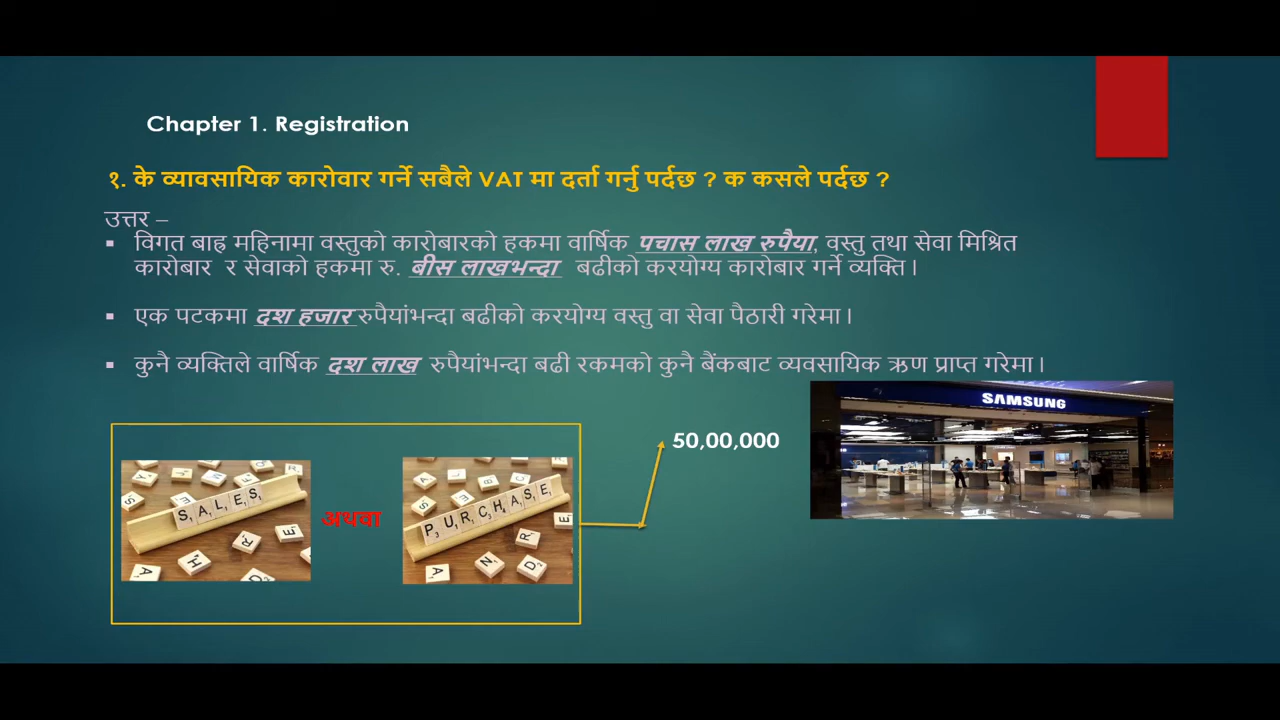 Chapter 1. Registration
१. के व्यावसायिक कारोवार गर्ने सबैले VAT मा दर्ता गर्नु पर्दछ ? क कसले पर्दछ ?
उत्तर –
▪ विगत बाह्र महिनामा वस्तुको कारोबारको हकमा वार्षिक पचास लाख रुपैया, वस्तु तथा सेवा मिश्रित
कारोबार र सेवाको हकमा रु. बीस लाखभन्दा बढीको करयोग्य कारोबार गर्ने व्यक्ति ।
▪ एक पटकमा दश हजार रुपैयांभन्दा बढीको करयोग्य वस्तु वा सेवा पैठारी गरेमा ।
▪ कुनै व्यक्तिले वार्षिक दश लाख रुपैयांभन्दा बढी रकमको कुनै बैंकबाट व्यवसायिक ऋण प्राप्त गरेमा ।
SAMSUNG
50,00,000
SALES
अथवा
PURCHASE